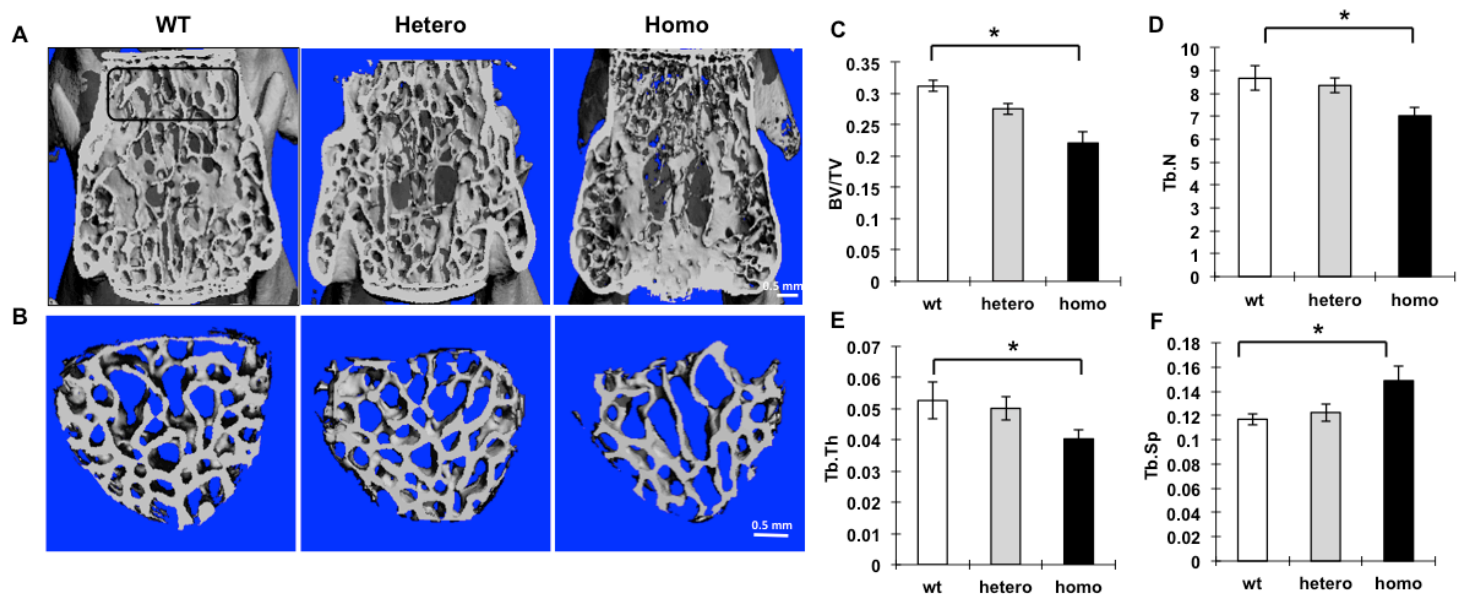 WT Hetero Homo
A
0.5 mm
B
0.5 mm
C
*
BV/TV
0.35
0.3
0.25
0.2
0.15
0.1
0.05
0
wt hetero homo
D
*
Tb.N
10
9
8
7
6
5
4
3
2
1
0
wt hetero homo
E
*
Tb.Th
0.07
0.06
0.05
0.04
0.03
0.02
0.01
0
wt hetero homo
F
*
Tb.Sp
0.18
0.16
0.14
0.12
0.1
0.08
0.06
0.04
0.02
0
wt hetero homo